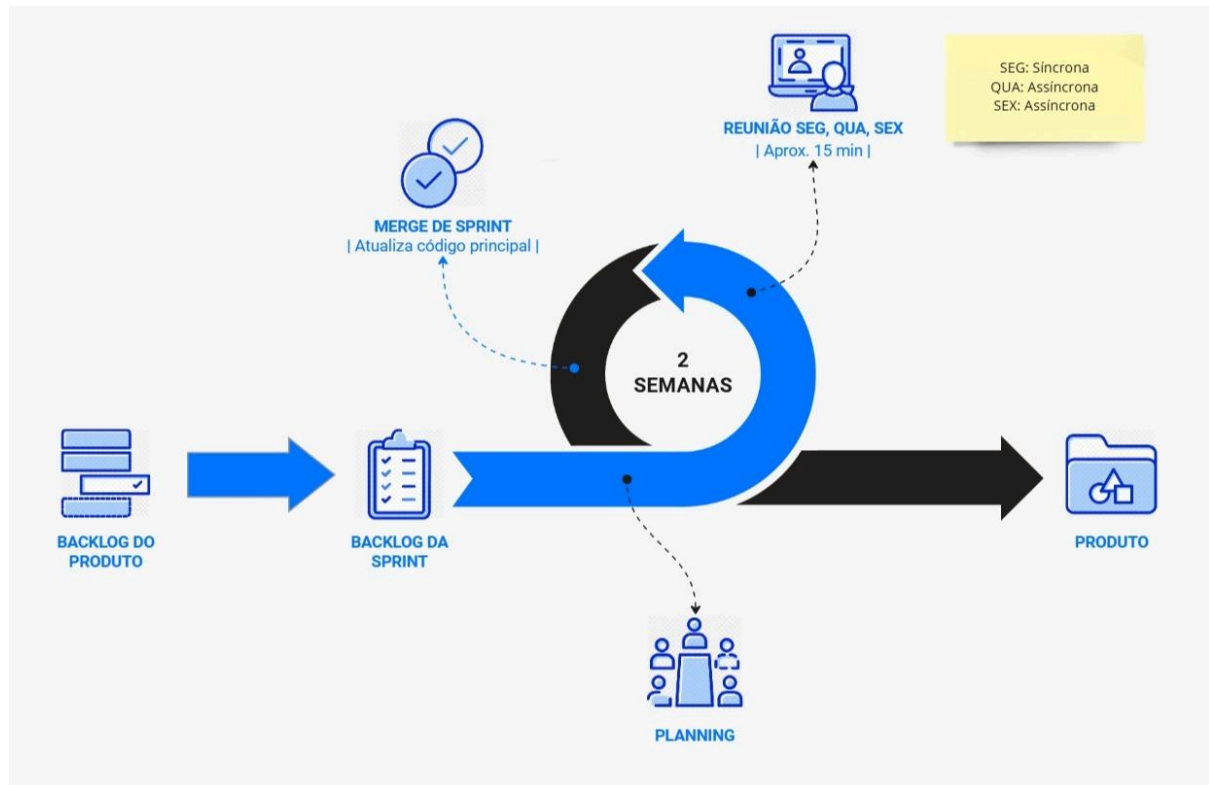 SEG: Síncrona
QUA: Assíncrona
SEX: Assíncrona
REUNIÃO SEG, QUA, SEX
| Aprox. 15 min |
MERGE DE SPRINT
| Atualiza código principal |
2
SEMANAS
BACKLOG DO
PRODUTO
BACKLOG DA
SPRINT
PRODUTO
PLANNING